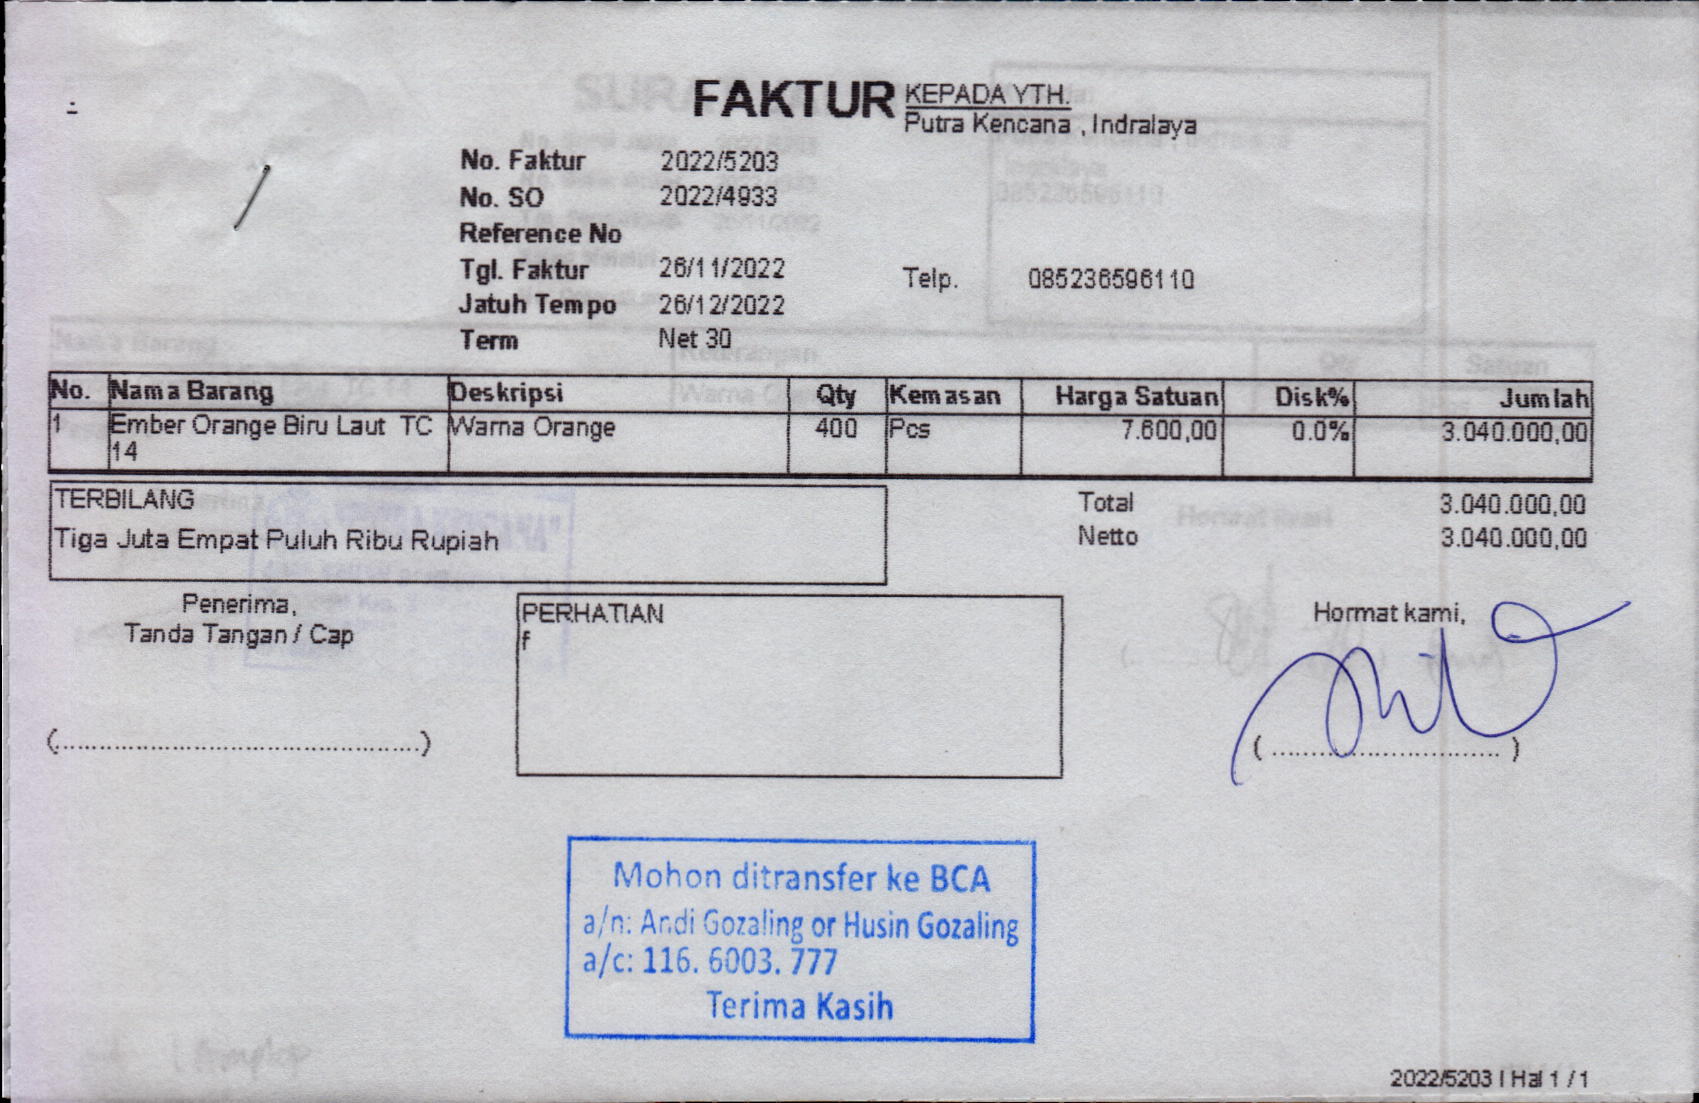 FAKTUR
KEPADA YTH.
Putra Kencana , Indralaya
No. Faktur 2022/5203
No. SO 2022/4933
Reference No
Tgl. Faktur 26/11/2022
Telp. 085236596110
Jatuh Tempo 26/12/2022
Term Net 30
No. Nama Barang Deskripsi Qty Kemasan Harga Satuan Disk% Jumlah
1 Ember Orange Biru Laut TC Warna Orange 400 Pcs 7.600,00 0.0% 3.040.000,00
14
TERBILANG
Tiga Juta Empat Puluh Ribu Rupiah
Total 3.040.000,00
Netto 3.040.000,00
Penerima,
Tanda Tangan / Cap
(................................................)
PERHATIAN
f
Hormat kami,
( .............................. )
Mohon ditransfer ke BCA
a/n: Andi Gozaling or Husin Gozaling
a/c: 116. 6003. 777
Terima Kasih
2022/5203 | Hal 1 / 1